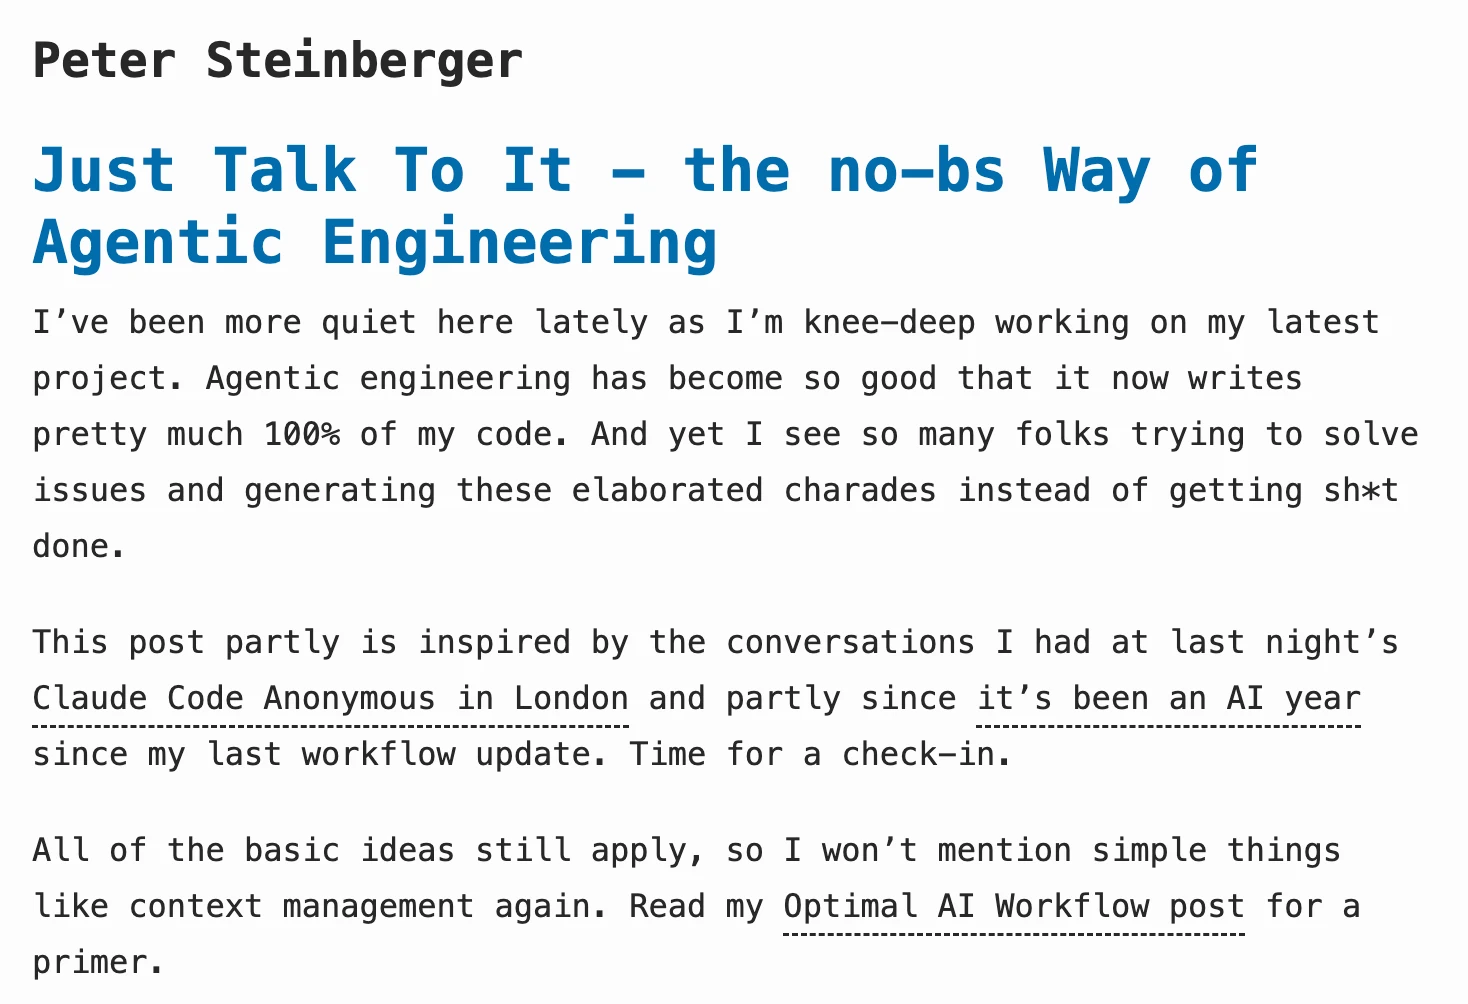 Peter Steinberger
Just Talk To It – the no–bs Way of
Agentic Engineering
I’ve been more quiet here lately as I’m knee–deep working on my latest
project. Agentic engineering has become so good that it now writes
pretty much 100% of my code. And yet I see so many folks trying to solve
issues and generating these elaborated charades instead of getting sh*t
done.
This post partly is inspired by the conversations I had at last night’s
Claude Code Anonymous in London and partly since it’s been an AI year
since my last workflow update. Time for a check–in.
All of the basic ideas still apply, so I won’t mention simple things
like context management again. Read my Optimal AI Workflow post for a
primer.